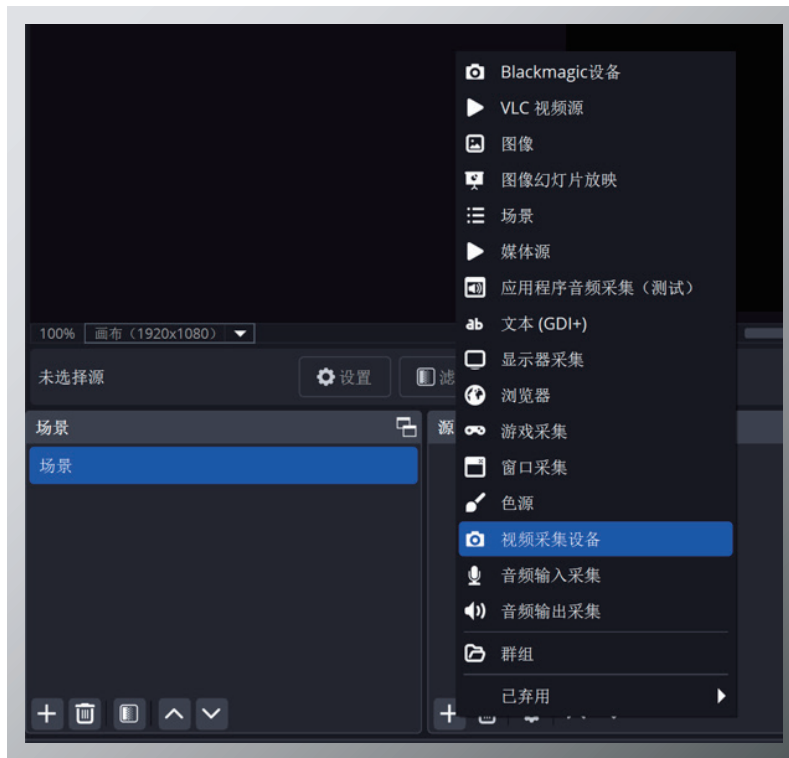 Blackmagic设备
VLC 视频源
图像
图像幻灯片放映
场景
媒体源
应用程序音频采集（测试）
ab 文本 (GDI+)
显示器采集
浏览器
游戏采集
窗口采集
色源
视频采集设备
音频输入采集
音频输出采集
群组
已弃用
100% 画布（1920x1080）
未选择源 设置 滤
场景 源
场景